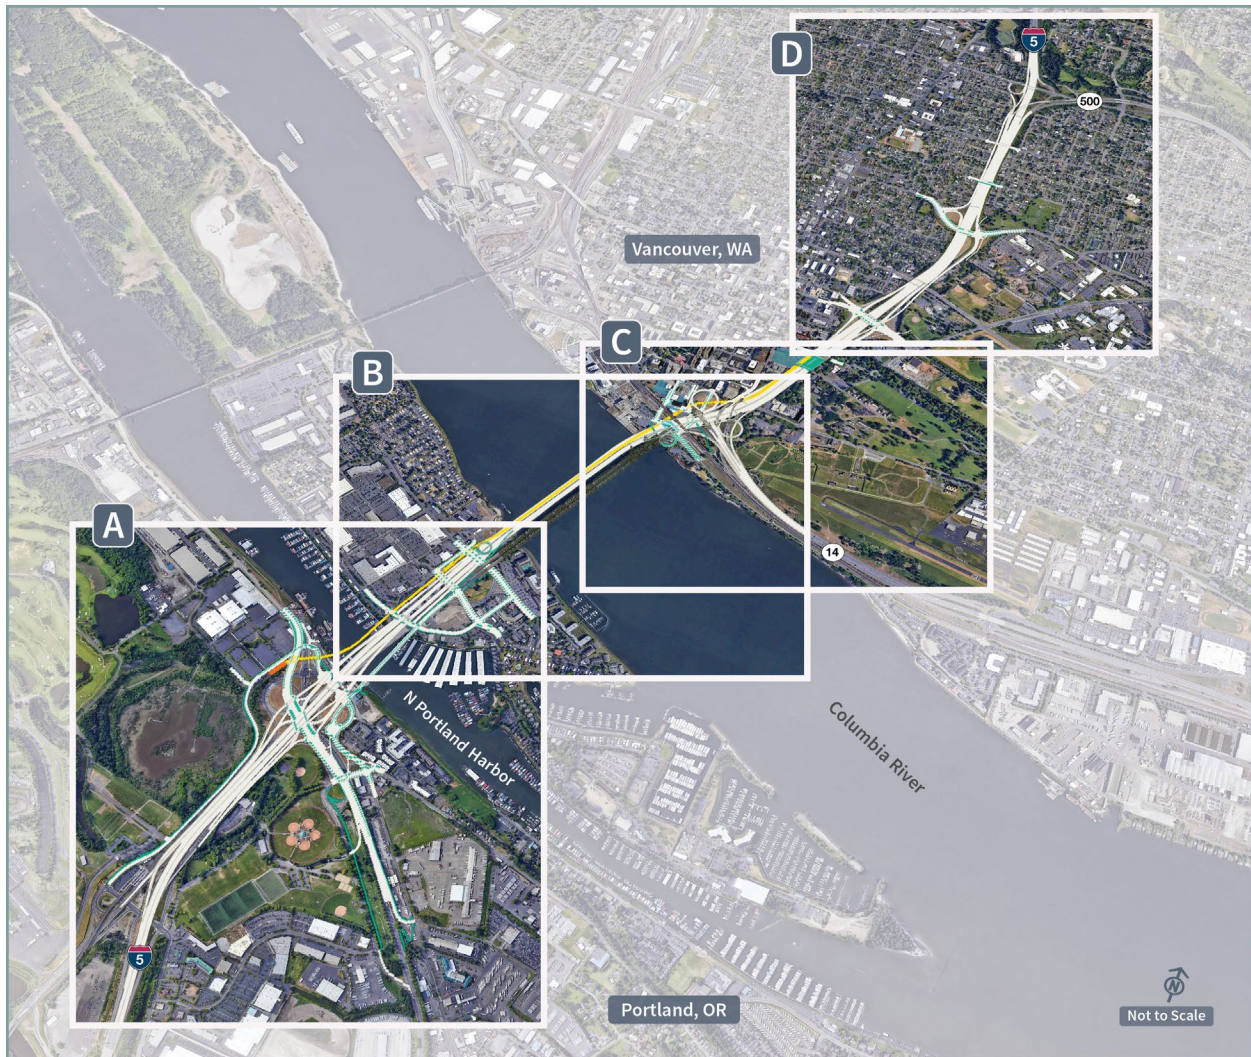 D
5
500
Vancouver, WA
C
B
A
14
N Portland Harbor
Columbia River
5
Portland, OR
N
Not to Scale